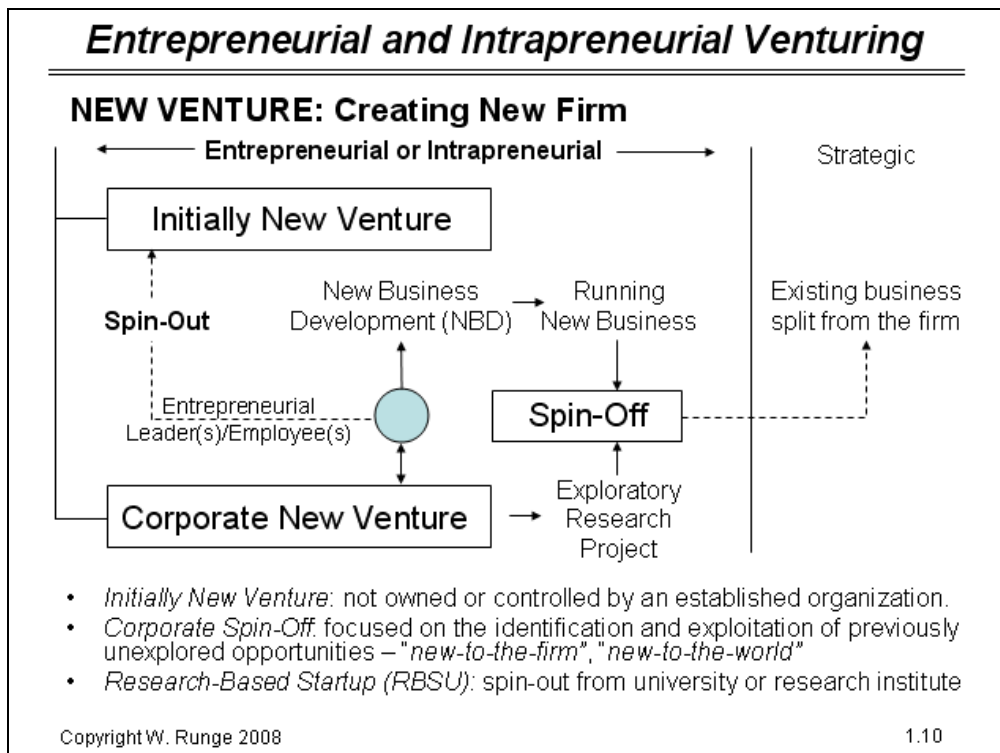 Entrepreneurial and Intrapreneurial Venturing
NEW VENTURE: Creating New Firm
Entrepreneurial or Intrapreneurial
Strategic
Initially New Venture
Spin-Out
New Business
Development (NBD)
Running
New Business
Existing business
split from the firm
Entrepreneurial
Leader(s)/Employee(s)
Spin-Off
Corporate New Venture
Exploratory
Research
Project
• Initially New Venture: not owned or controlled by an established organization.
• Corporate Spin-Off: focused on the identification and exploitation of previously
unexplored opportunities – "new-to-the-firm", "new-to-the-world"
• Research-Based Startup (RBSU): spin-out from university or research institute
Copyright W. Runge 2008
1.10